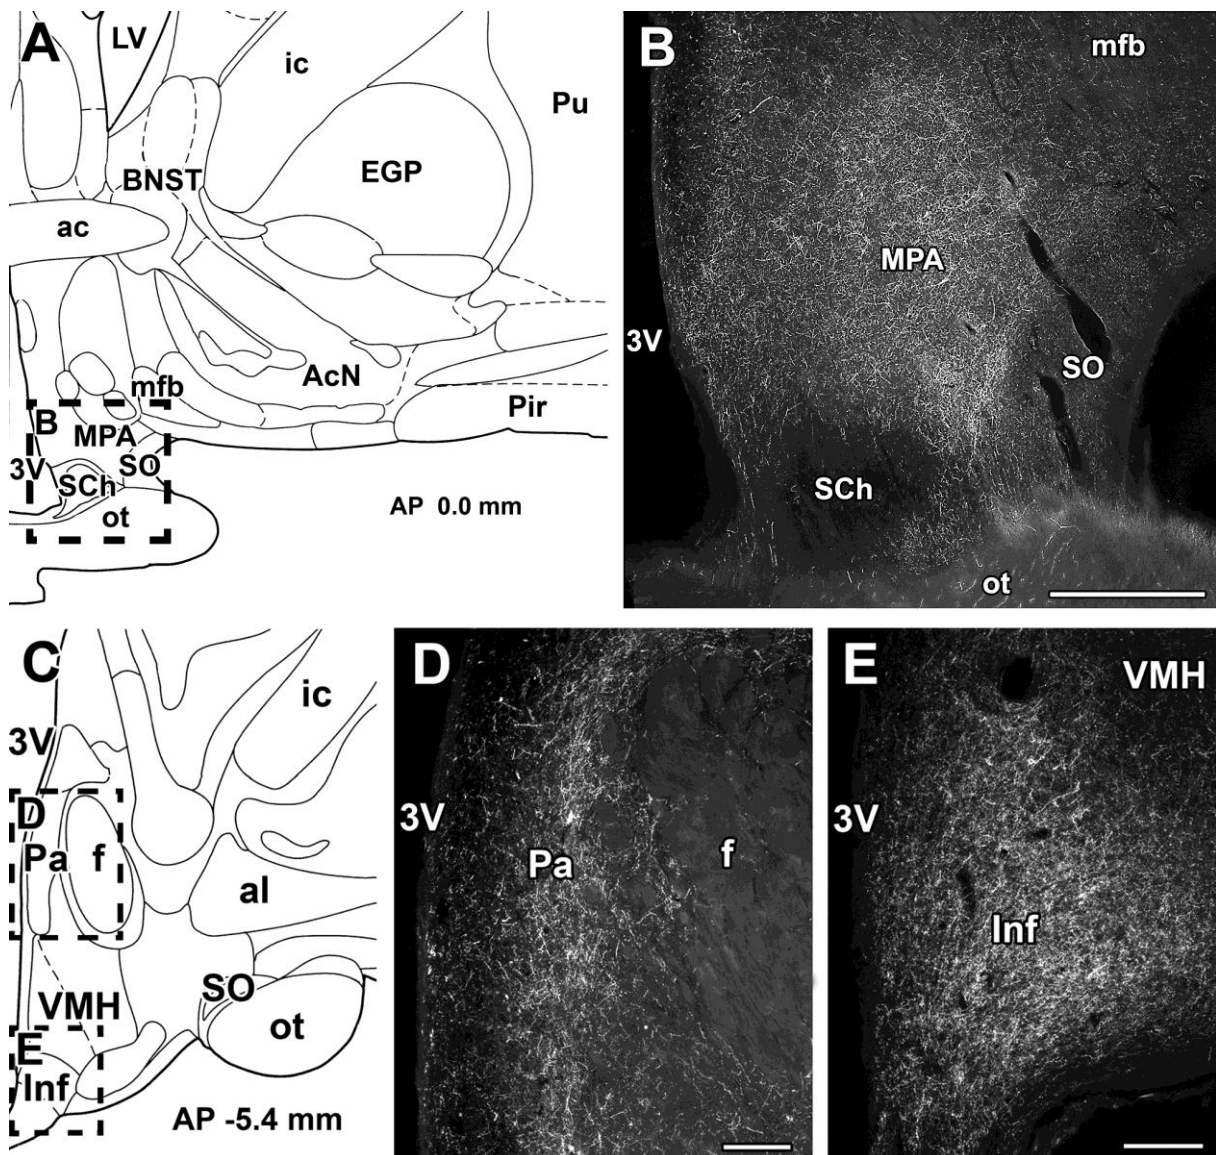 A
LV
ic
Pu
BNST
EGP
ac
AcN
mfb
Pir
B
MPA
3V
SO
SCh
ot
AP 0.0 mm
B
mfb
MPA
3V
SO
SCh
ot
C
ic
3V
D
Pa
f
al
VMH
SO
ot
E
Inf
AP -5.4 mm
D
3V
Pa
f
E
VMH
3V
Inf